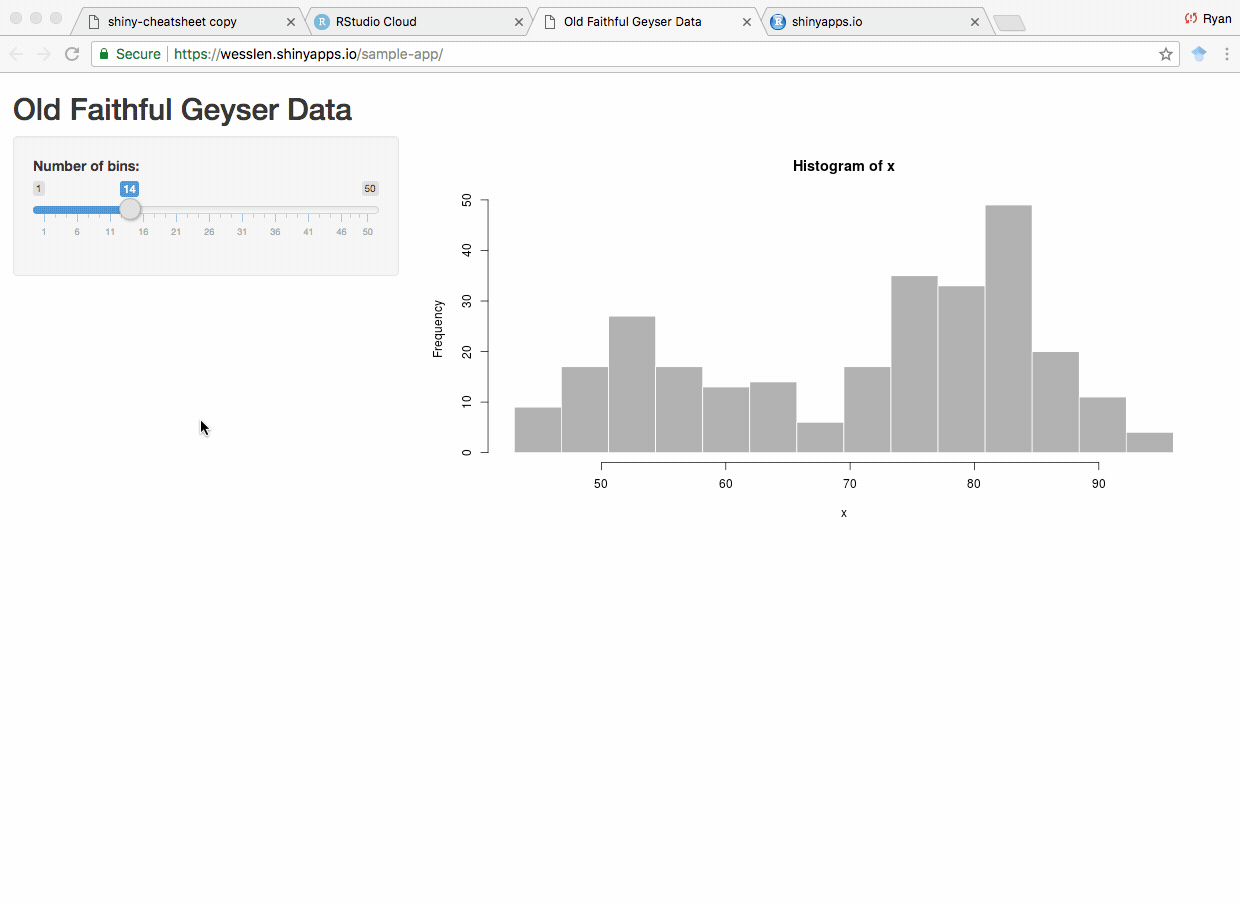 shiny-cheatsheet copy
RStudio Cloud
Old Faithful Geyser Data
shinyapps.io
Ryan
Secure https://wesslen.shinyapps.io/sample-app/
Old Faithful Geyser Data
Number of bins:
1 14 50
1 6 11 16 21 26 31 36 41 46 50
Histogram of x
Frequency
50
40
30
20
10
0
50 60 70 80 90
x